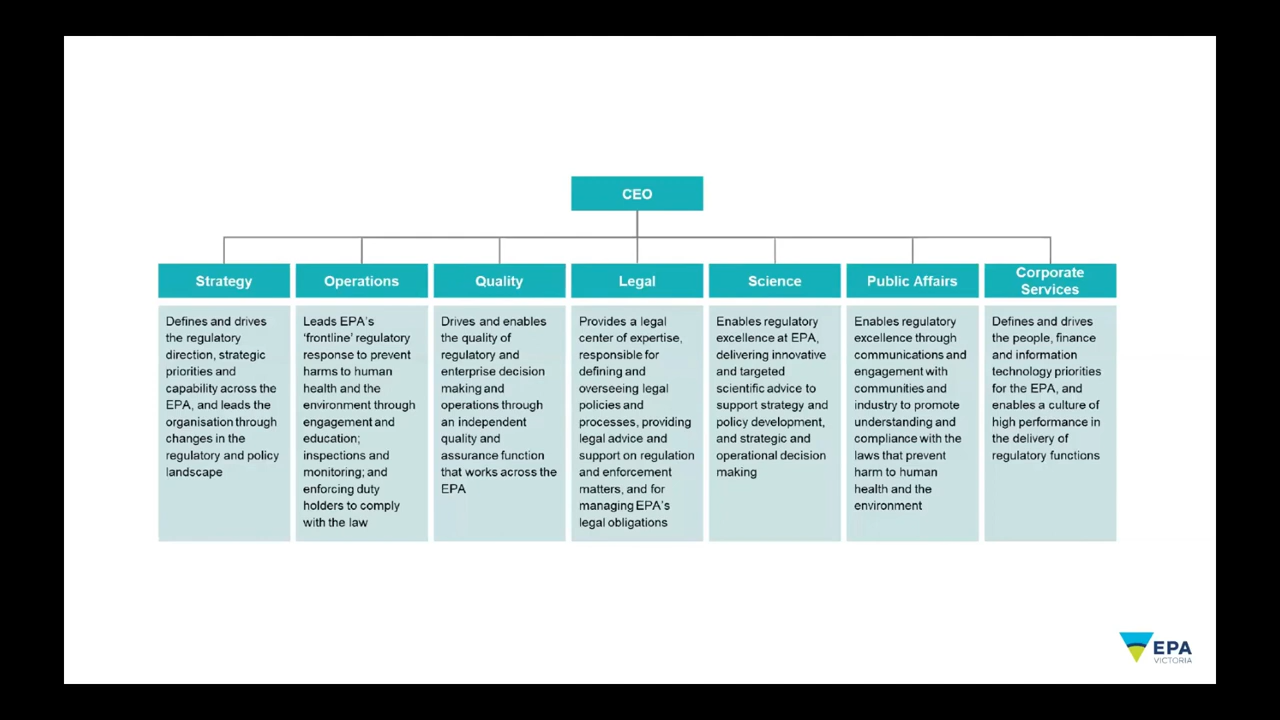 CEO
Strategy
Operations
Quality
Legal
Science
Public Affairs
Corporate
Services
Defines and drives
the regulatory
direction, strategic
priorities and
capability across the
EPA, and leads the
organisation through
changes in the
regulatory and policy
landscape
Leads EPA's
'frontline' regulatory
response to prevent
harms to human
health and the
environment through
engagement and
education;
inspections and
monitoring; and
enforcing duty
holders to comply
with the law
Drives and enables
the quality of
regulatory and
enterprise decision
making and
operations through
an independent
quality and
assurance function
that works across the
EPA
Provides a legal
center of expertise,
responsible for
defining and
overseeing legal
policies and
processes, providing
legal advice and
support on regulation
and enforcement
matters, and for
managing EPA's
legal obligations
Enables regulatory
excellence at EPA,
delivering innovative
and targeted
scientific advice to
support strategy and
policy development,
and strategic and
operational decision
making
Enables regulatory
excellence through
communications and
engagement with
communities and
industry to promote
understanding and
compliance with the
laws that prevent
harm to human
health and the
environment
Defines and drives
the people, finance
and information
technology priorities
for the EPA, and
enables a culture of
high performance in
the delivery of
regulatory functions
EPA
VICTORIA